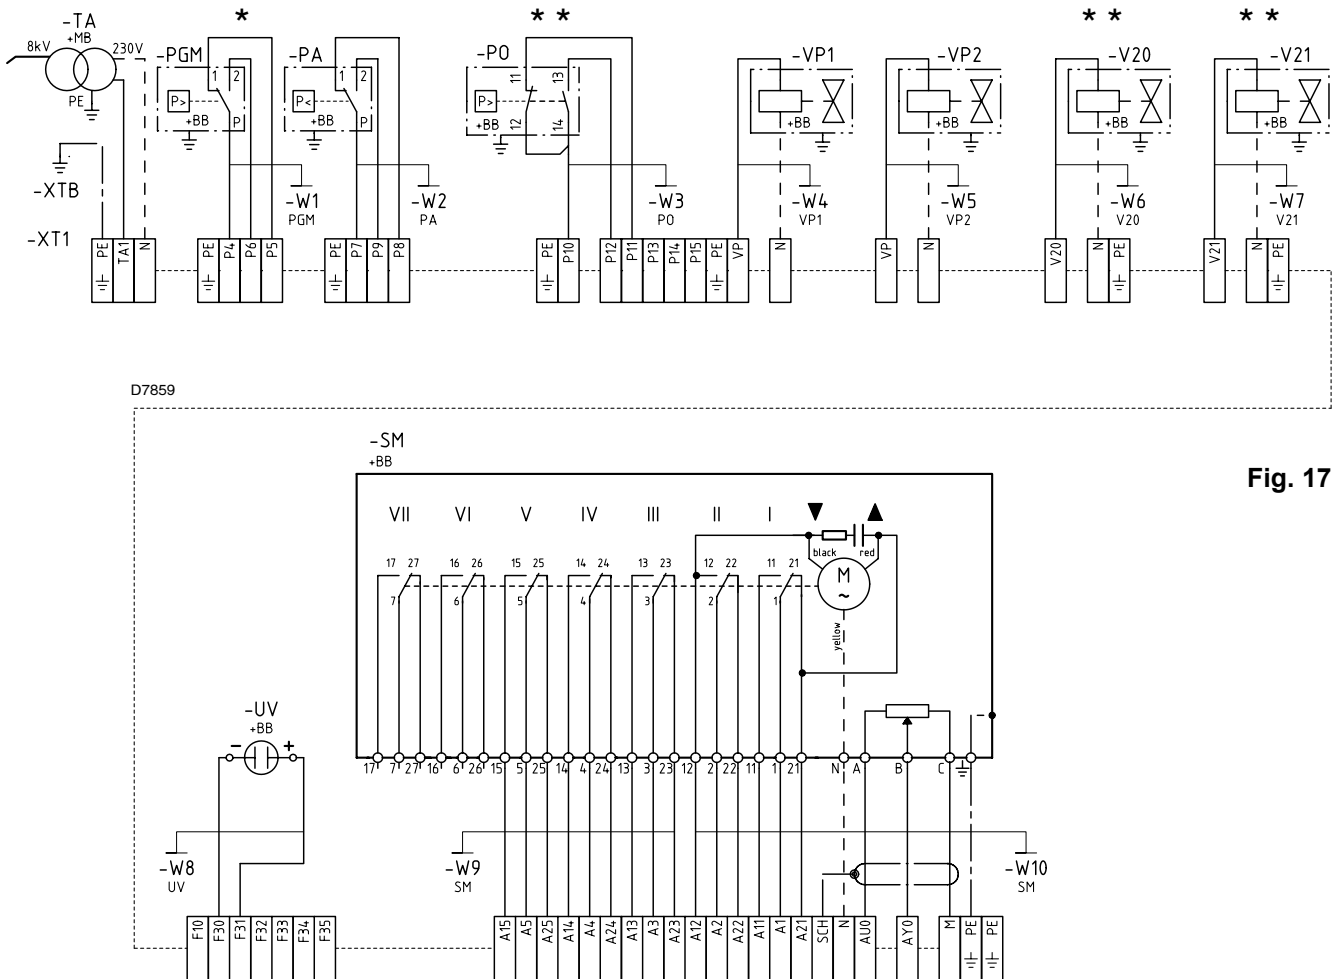 * ** ** **
-TA
+MB
8kV 230V
PE
-PGM -PA -PO -VP1 -VP2 -V20 -V21
1 2 1 2 11 13
P> P< P>
P P 12 14
+BB +BB +BB +BB +BB +BB +BB
-XTB
-W1 -W2 -W3 -W4 -W5 -W6 -W7
PGM PA PO VP1 VP2 V20 V21
-XT1
PE TA1 N PE P4 P6 P5 PE P7 P9 P8 PE P10 P12 P11 P13 P14 P15 PE VP N VP N V20 N PE V21 N PE
D7859
-SM
+BB
Fig. 17
VII VI V IV III II I
black red
17 27 16 26 15 25 14 24 13 23 12 22 11 21
M
~
7 6 5 4 3 2 1
yellow
-UV
+BB
- +
17 7 27 16 6 26 15 5 25 14 4 24 13 3 23 12 2 22 11 1 21 N A B C
-W8
UV
-W9
SM
-W10
SM
F10 F30 F31 F32 F33 F34 F35
A15 A5 A25 A14 A4 A24 A13 A3 A23 A12 A2 A22 A11 A1 A21 SCH N AU0 AY0 M PE PE